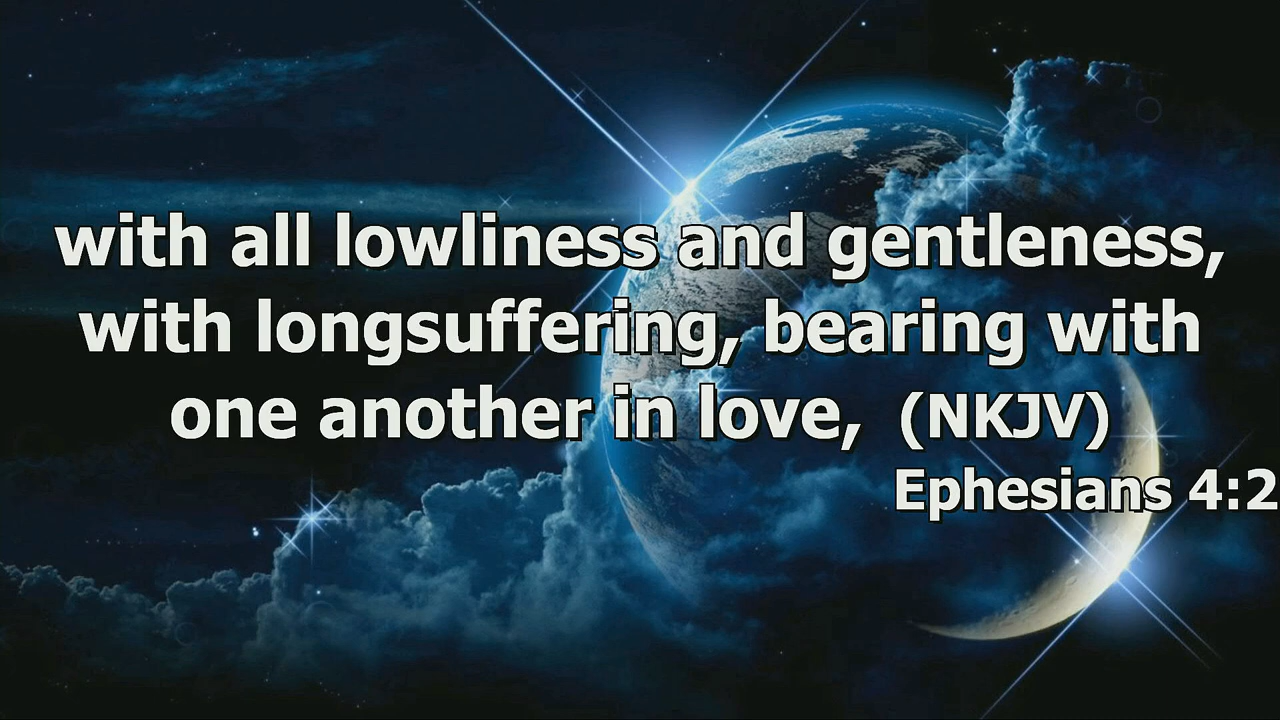 with all lowliness and gentleness,
with longsuffering, bearing with
one another in love, (NKJV)
Ephesians 4:2